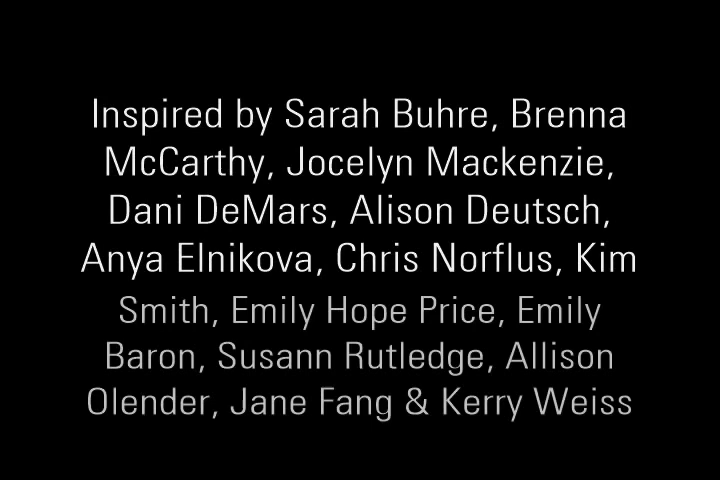 Inspired by Sarah Buhre, Brenna
McCarthy, Jocelyn Mackenzie,
Dani DeMars, Alison Deutsch,
Anya Elnikova, Chris Norflus, Kim
Smith, Emily Hope Price, Emily
Baron, Susann Rutledge, Allison
Olender, Jane Fang & Kerry Weiss